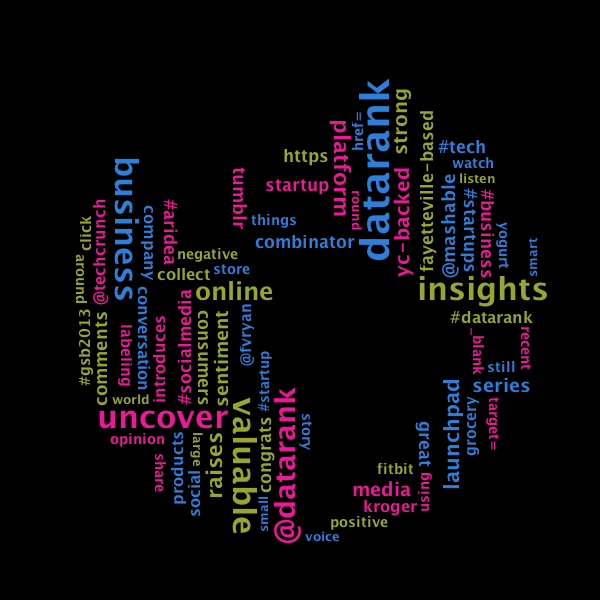 datarank
strong
href=
platform
https
fayetteville-based
#tech
watch
listen
business
tumblr
startup
round
yc-backed
@mashable
#startups
#business
yogurt
smart
#aridea
company
things
combinator
negative
store
collect
online
insights
#datarank
@techcrunch
click
around
#gsb2013
comments
labeling
conversation
introduces
#socialmedia
consumers
sentiment
@fvryan
#startup
_blank
still
recent
series
world
uncover
valuable
congrats
@datarank
story
launchpad
grocery
target=
great
opinion
share
products
large
social
raises
small
voice
positive
fitbit
media
kroger
using